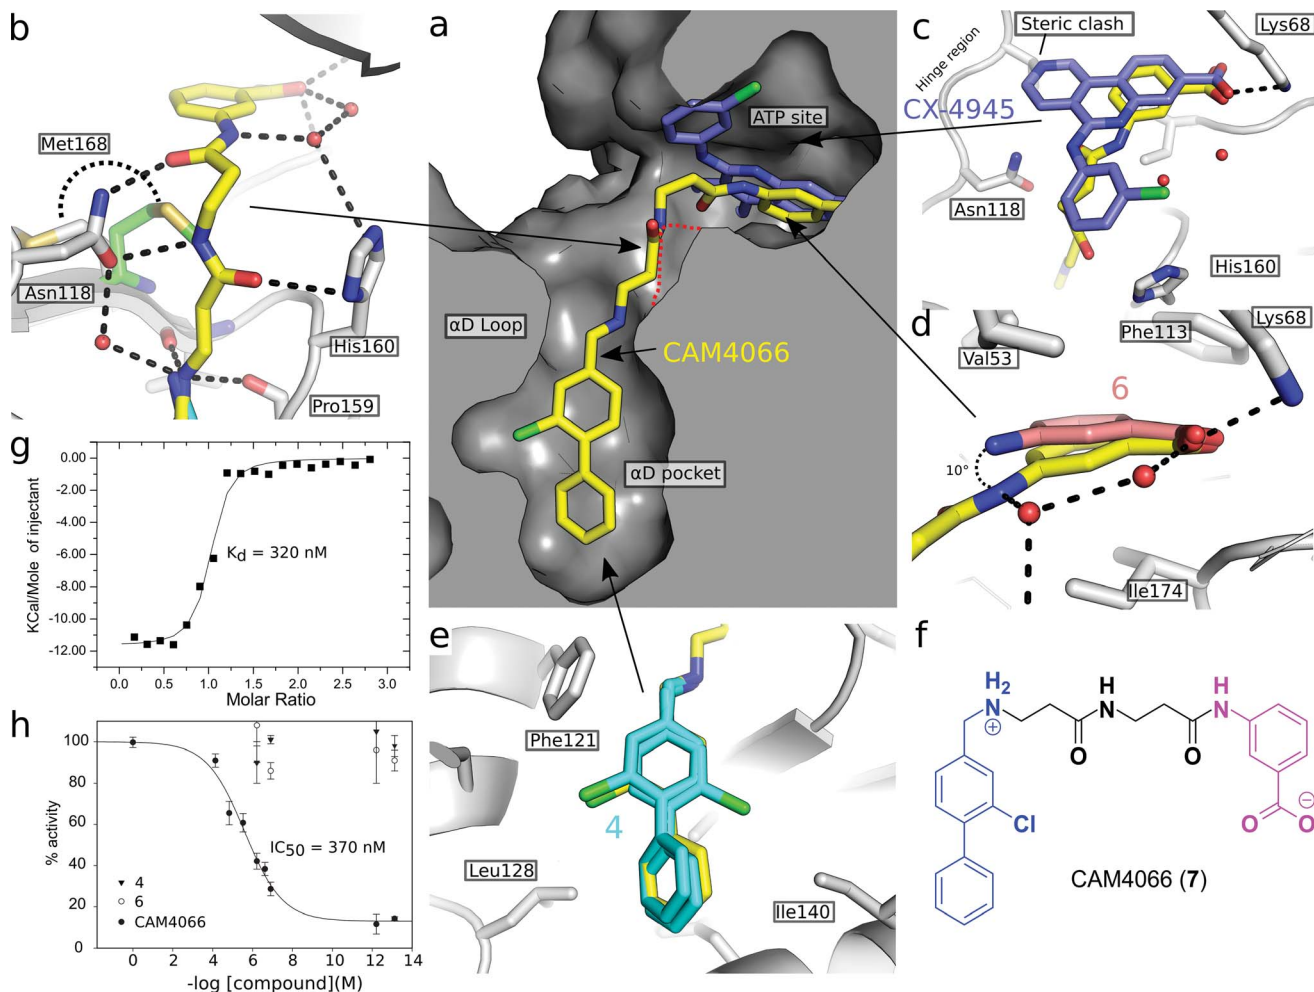 b
Met168
Asn118
His160
Pro159
a
ATP site
αD Loop
CAM4066
αD pocket
c
Steric clash
Lys68
Hinge region
CX-4945
Asn118
His160
d
Lys68
Phe113
Val53
6
10°
Ile174
g
0.00
-2.00
-4.00
-6.00
-8.00
-10.00
-12.00
KCal/Mole of injectant
Kd = 320 nM
0.0 0.5 1.0 1.5 2.0 2.5 3.0
Molar Ratio
h
100
80
60
40
20
0
% activity
IC50 = 370 nM
4
6
CAM4066
-2 0 2 4 6 8 10 12 14
-log [compound](M)
e
Phe121
4
Leu128
Ile140
f
H2
N
⊕
H
N
H
N
O
O
Cl
O
O
⊖
CAM4066 (7)